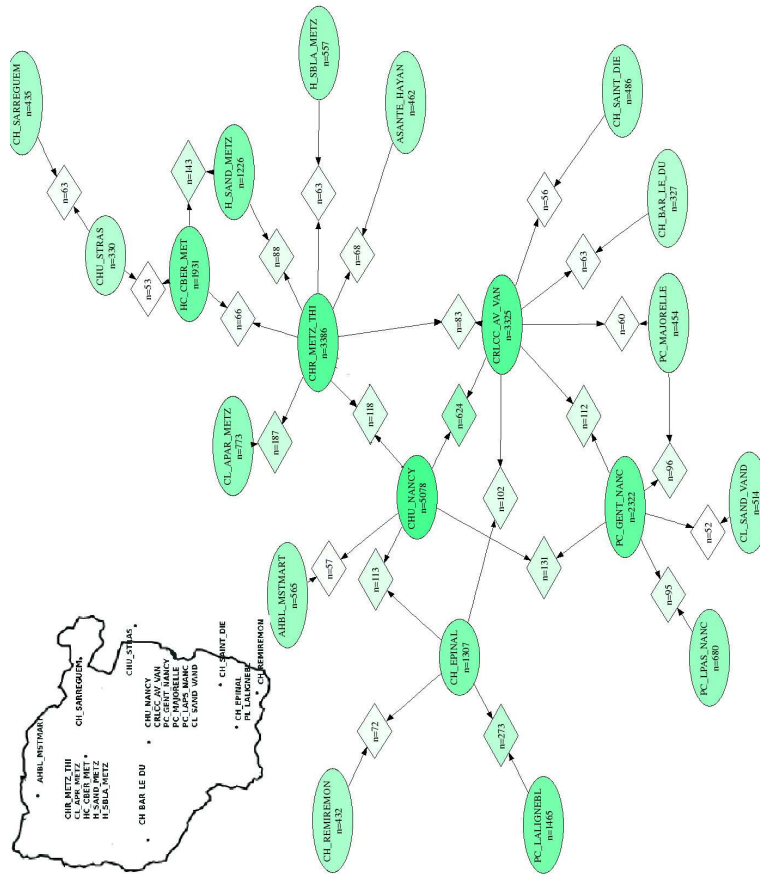 AHBL_MSTMART
CHR_METZ_THI
CL_APR_METZ
HC_CBER_MET
H_SAND_METZ
H_SBLA_METZ
CH_SARREGUEM
CHU_STRAS
CH BAR LE DU
CHU_NANCY
CRLCC_AV_VAN
PC_GENT_NANCY
PC_MAJORELLE
PC_LAPS_NANC
CL_SAND_VAND
CH_SAINT_DIE
CH_EPINAL
PL_LALIGNEBL
CH_REMIREMON
CH_SARREGUEM
n=435
n=63
CHU_STRAS
n=330
n=53
n=143
HC_CBER_MET
n=1931
H_SAND_METZ
n=1226
n=66
n=88
CL_APAR_METZ
n=773
n=187
CHR_METZ_THI
n=3386
n=63
H_SBLA_METZ
n=557
n=68
ASANTE_HAYAN
n=462
AHBL_MSTMART
n=565
n=57
n=118
n=83
CH_REMIREMON
n=432
n=72
n=113
CHU_NANCY
n=5078
n=624
CH_EPINAL
n=1307
n=102
CRLCC_AV_VAN
n=3325
n=56
CH_SAINT_DIE
n=486
PC_LALIGNEBL
n=1465
n=273
n=131
n=112
n=60
n=63
CH_BAR_LE_DU
n=327
PC_GENT_NANC
n=2322
PC_MAJORELLE
n=454
PC_LPAS_NANC
n=680
n=95
n=52
n=96
CL_SAND_VAND
n=514